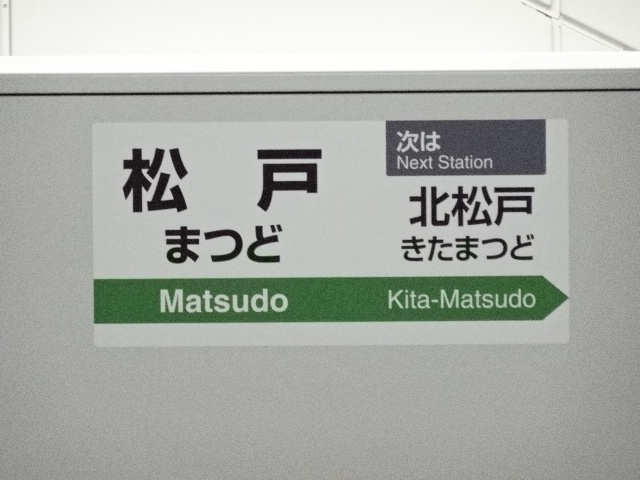 松戸
まつど
Matsudo
次は
Next Station
北松戸
きたまつど
Kita-Matsudo